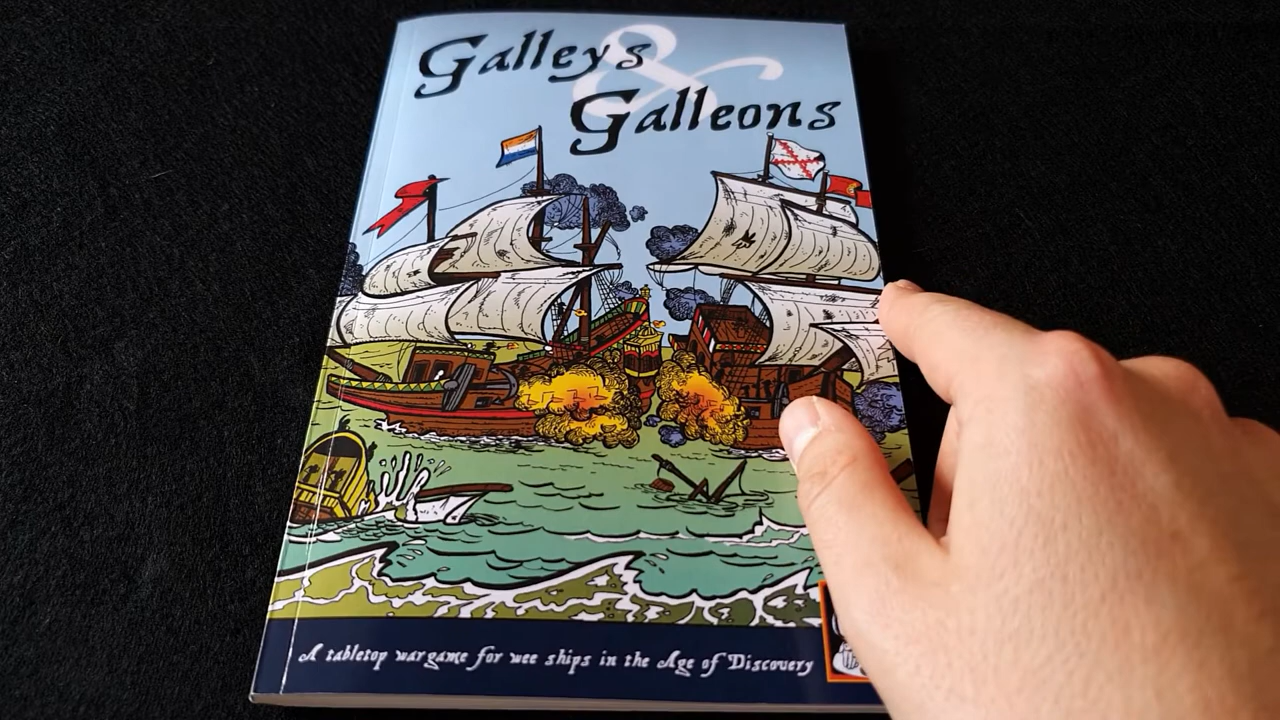 Galleys
&
Galleons
A tabletop wargame for wee ships in the Age of Discovery